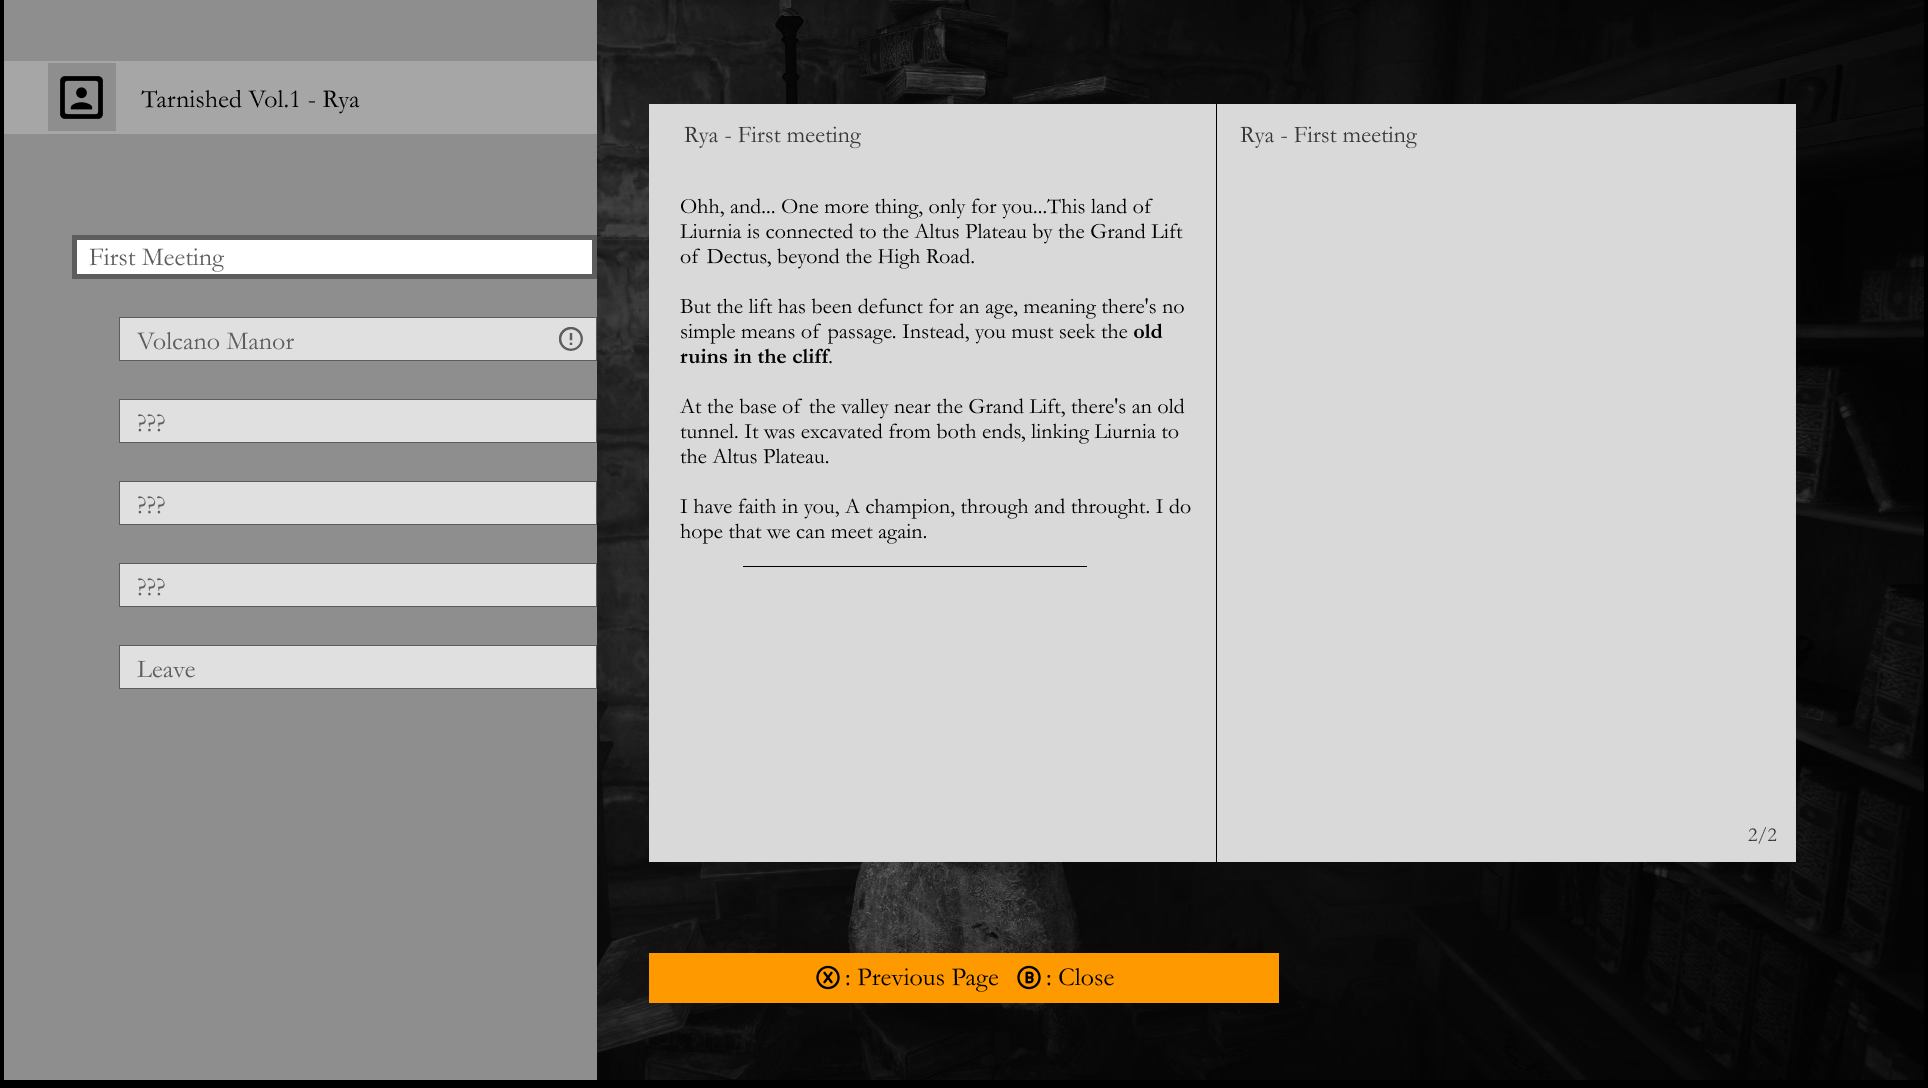 Tarnished Vol.1 - Rya
First Meeting
Volcano Manor
???
???
???
Leave
Rya - First meeting
Ohh, and... One more thing, only for you...This land of
Liurnia is connected to the Altus Plateau by the Grand Lift
of Dectus, beyond the High Road.
But the lift has been defunct for an age, meaning there's no
simple means of passage. Instead, you must seek the old
ruins in the cliff.
At the base of the valley near the Grand Lift, there's an old
tunnel. It was excavated from both ends, linking Liurnia to
the Altus Plateau.
I have faith in you, A champion, through and throught. I do
hope that we can meet again.
Rya - First meeting
2/2
X : Previous Page B : Close